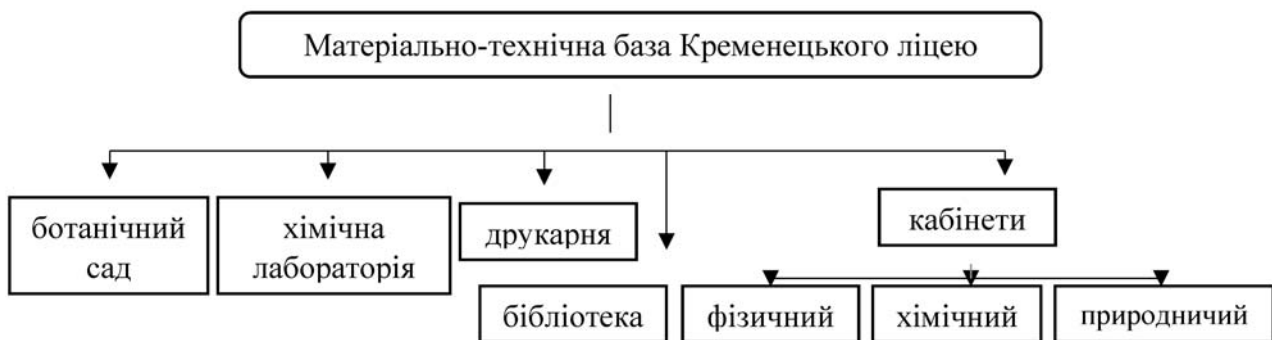 Матеріально-технічна база Кременецького ліцею
ботанічний
сад
хімічна
лабораторія
друкарня
кабінети
бібліотека
фізичний
хімічний
природничий